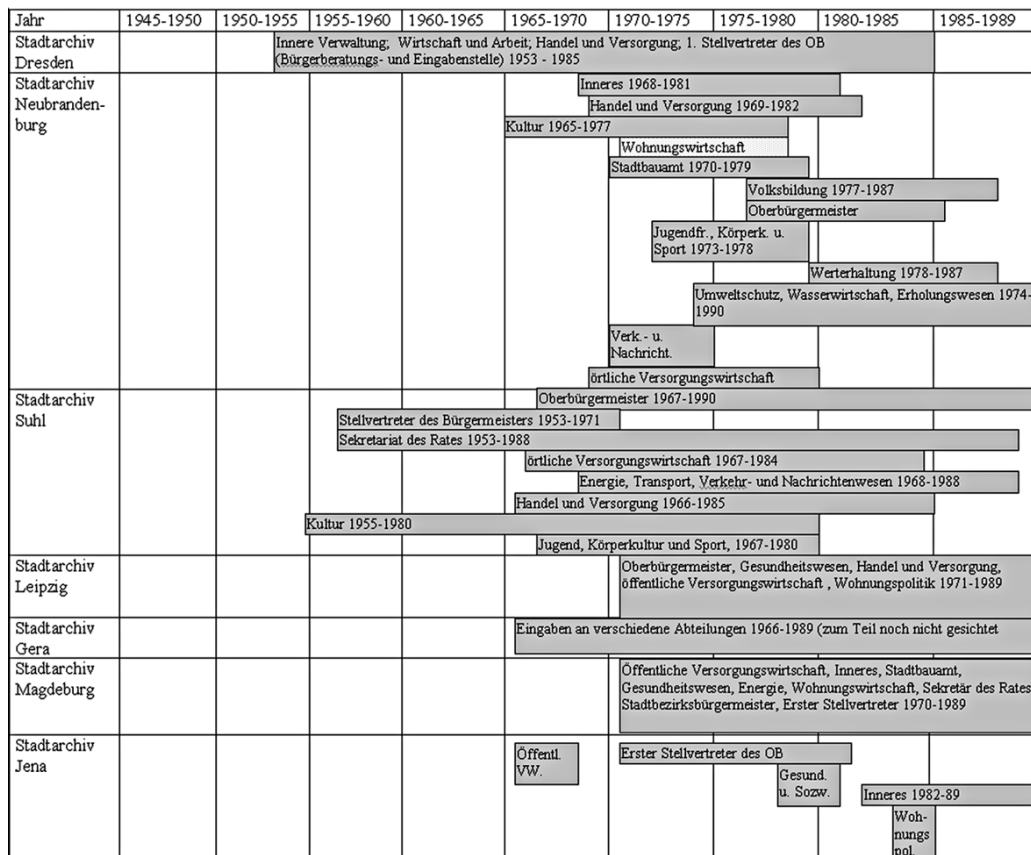 Jahr 1945-1950 1950-1955 1955-1960 1960-1965 1965-1970 1970-1975 1975-1980 1980-1985 1985-1989
Stadtarchiv
Dresden
Innere Verwaltung; Wirtschaft und Arbeit; Handel und Versorgung; 1. Stellvertreter des OB
(Bürgerberatungs- und Eingabenstelle) 1953 - 1985
Stadtarchiv
Neubranden-
burg
Inneres 1968-1981
Handel und Versorgung 1969-1982
Kultur 1965-1977
Wohnungswirtschaft
Stadtbauamt 1970-1979
Volksbildung 1977-1987
Oberbürgermeister
Jugendfr., Körperk. u.
Sport 1973-1978
Werterhaltung 1978-1987
Umweltschutz, Wasserwirtschaft, Erholungswesen 1974-
1990
Verk.- u.
Nachricht.
örtliche Versorgungswirtschaft
Stadtarchiv
Suhl
Oberbürgermeister 1967-1990
Stellvertreter des Bürgermeisters 1953-1971
Sekretariat des Rates 1953-1988
örtliche Versorgungswirtschaft 1967-1984
Energie, Transport, Verkehr- und Nachrichtenwesen 1968-1988
Handel und Versorgung 1966-1985
Kultur 1955-1980
Jugend, Körperkultur und Sport, 1967-1980
Stadtarchiv
Leipzig
Oberbürgermeister, Gesundheitswesen, Handel und Versorgung,
öffentliche Versorgungswirtschaft , Wohnungspolitik 1971-1989
Stadtarchiv
Gera
Eingaben an verschiedene Abteilungen 1966-1989 (zum Teil noch nicht gesichtet
Stadtarchiv
Magdeburg
Öffentliche Versorgungswirtschaft, Inneres, Stadtbauamt,
Gesundheitswesen, Energie, Wohnungswirtschaft, Sekretär des Rates
Stadtbezirksbürgermeister, Erster Stellvertreter 1970-1989
Stadtarchiv
Jena
Öffentl.
VW.
Erster Stellvertreter des OB
Gesund.
u. Sozw.
Inneres 1982-89
Woh-
nungs
pol.